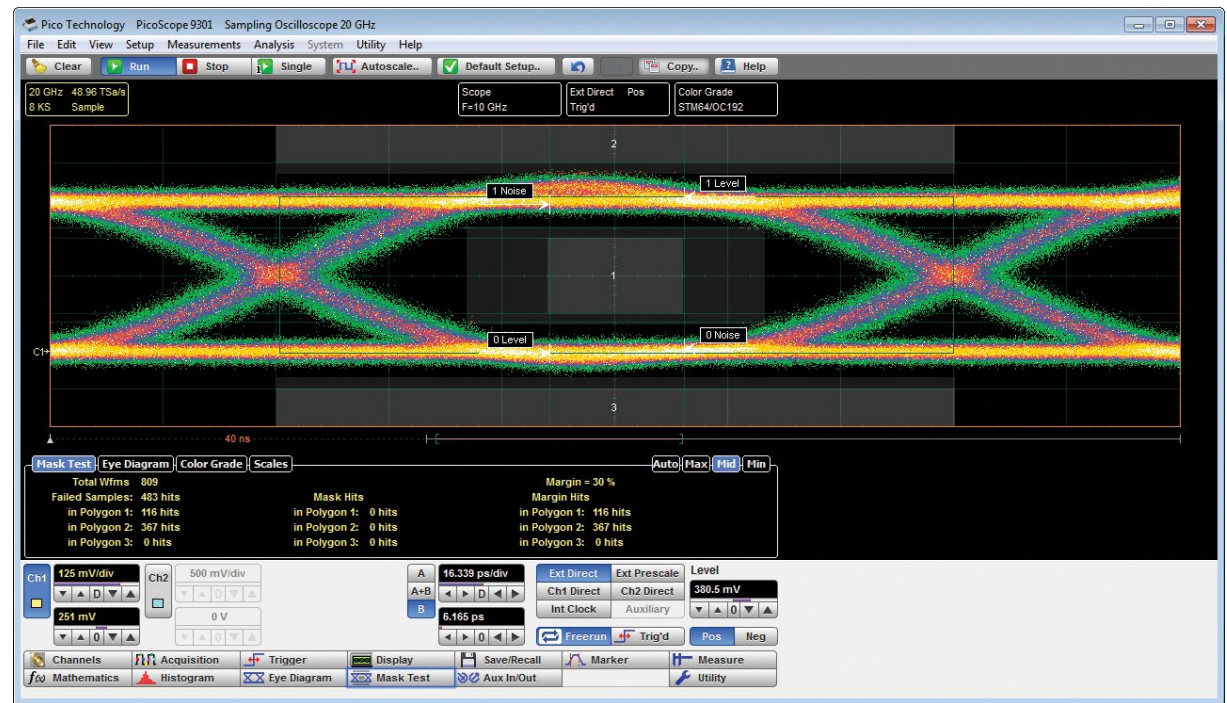 Pico Technology PicoScope 9301 Sampling Oscilloscope 20 GHz
File Edit View Setup Measurements Analysis System Utility Help
Clear Run Stop Single Autoscale.. Default Setup.. Copy.. Help
20 GHz 48.96 TSa/s
8 KS Sample
Scope
F=10 GHz
Ext Direct Pos
Trig'd
Color Grade
STM64/OC192
2
1 Noise
1 Level
1
0 Level
0 Noise
C1
3
40 ns
Mask Test Eye Diagram Color Grade Scales Auto Max Mid Min
Total Wfms 809 Margin = 30 %
Failed Samples: 483 hits Mask Hits Margin Hits
in Polygon 1: 116 hits in Polygon 1: 0 hits in Polygon 1: 116 hits
in Polygon 2: 367 hits in Polygon 2: 0 hits in Polygon 2: 367 hits
in Polygon 3: 0 hits in Polygon 3: 0 hits in Polygon 3: 0 hits
Ch1 125 mV/div Ch2 500 mV/div A 16.339 ps/div Ext Direct Ext Prescale Level
D D A+B D Ch1 Direct Ch2 Direct 380.5 mV
251 mV 0 V B 6.165 ps Int Clock Auxiliary 0
0 0 0 Freerun Trig'd Pos Neg
Channels Acquisition Trigger Display Save/Recall Marker Measure
f(x) Mathematics Histogram Eye Diagram Mask Test Aux In/Out Utility